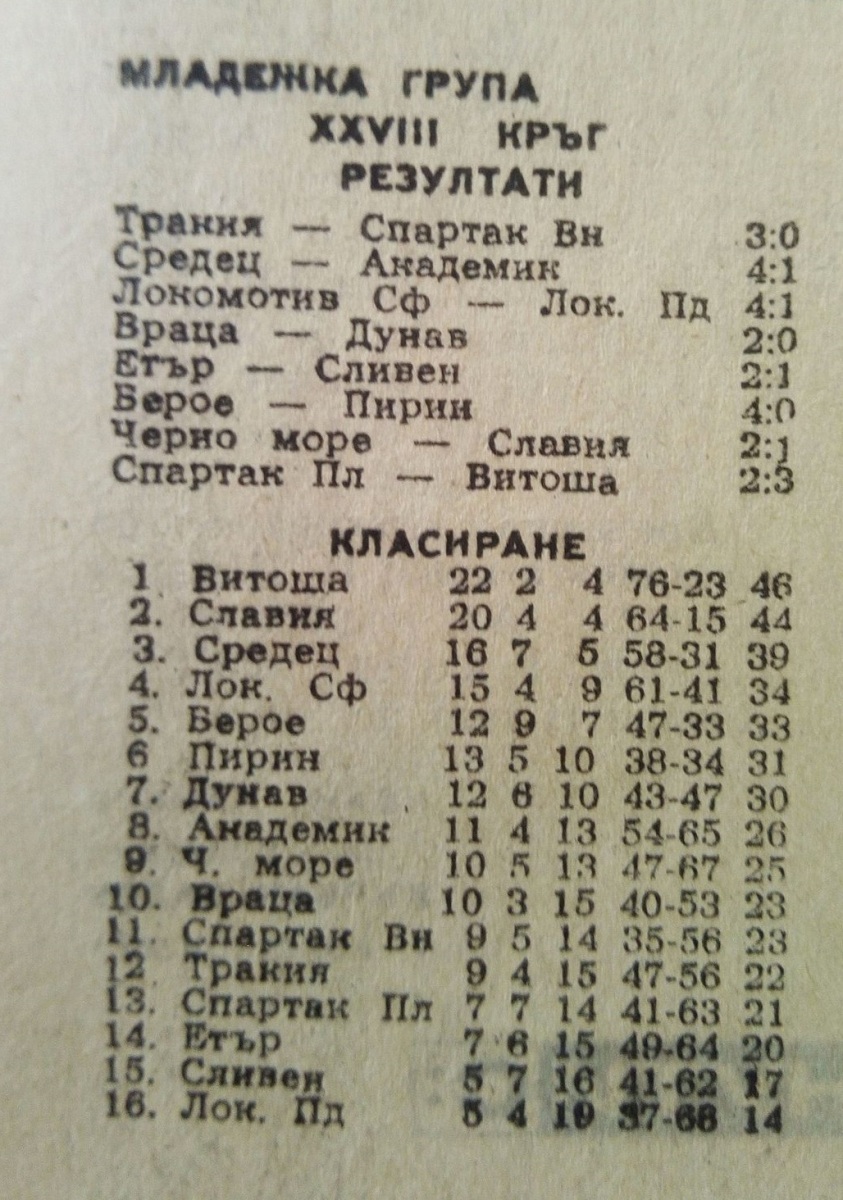 МЛАДЕЖКА ГРУПА
XXVIII КРЪГ
РЕЗУЛТАТИ
Тракия — Спартак Вн 3:0
Средец — Академик 4:1
Локомотив Сф — Лок. Пд 4:1
Враца — Дунав 2:0
Етър — Сливен 2:1
Берое — Пирин 4:0
Черно море — Славия 2:1
Спартак Пл — Витоша 2:3
КЛАСИРАНЕ
1 Витоша 22 2 4 76-23 46
2. Славия 20 4 4 64-15 44
3. Средец 16 7 5 58-31 39
4. Лок. Сф 15 4 9 61-41 34
5. Берое 12 9 7 47-33 33
6 Пирин 13 5 10 38-34 31
7. Дунав 12 6 10 43-47 30
8. Академик 11 4 13 54-65 26
9. Ч. море 10 5 13 47-67 25
10. Враца 10 3 15 40-53 23
11. Спартак Вн 9 5 14 35-56 23
12. Тракия 9 4 15 47-56 22
13. Спартак Пл 7 7 14 41-63 21
14. Етър 7 6 15 49-64 20
15. Сливен 5 7 16 41-62 17
16. Лок. Пд 5 4 19 37-68 14